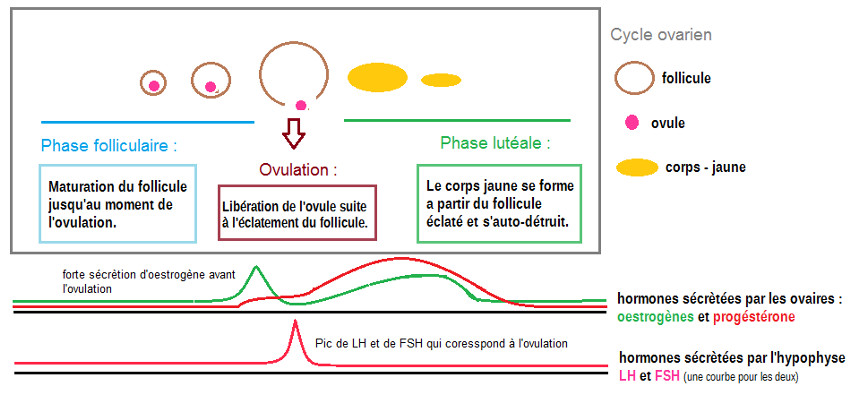 Cycle ovarien
follicule
ovule
corps - jaune
Phase folliculaire :
Maturation du follicule
jusqu'au moment de
l'ovulation.
Ovulation :
Libération de l'ovule suite
à l'éclatement du follicule.
Phase lutéale :
Le corps jaune se forme
a partir du follicule
éclaté et s'auto-détruit.
forte sécrétion d'oestrogène avant
l'ovulation
hormones sécrètées par les ovaires :
oestrogènes et progéstérone
Pic de LH et de FSH qui coresspond à l'ovulation
hormones sécrètées par l'hypophyse
LH et FSH (une courbe pour les deux)